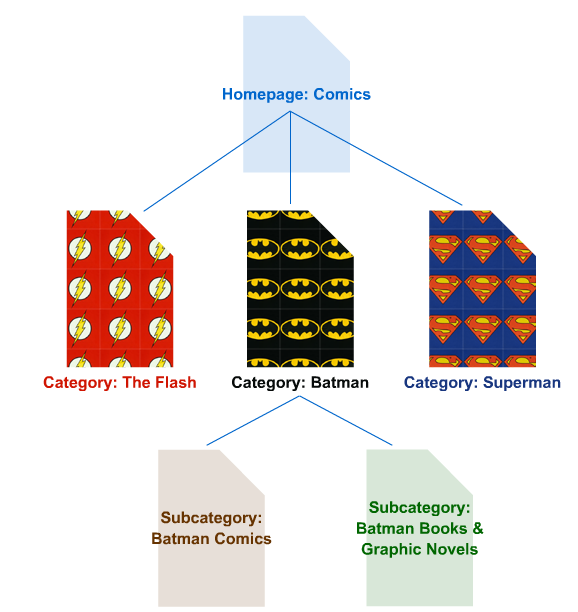 Homepage: Comics
Category: The Flash
Category: Batman
Category: Superman
Subcategory:
Batman Comics
Subcategory:
Batman Books &
Graphic Novels